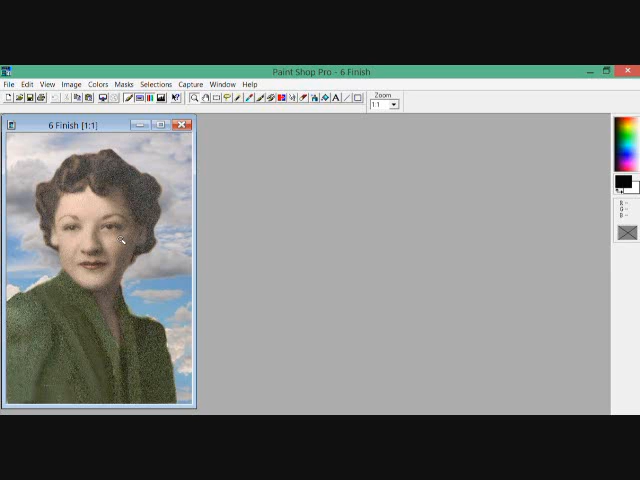 Paint Shop Pro - 6 Finish
File Edit View Image Colors Masks Selections Capture Window Help
Zoom
1:1
6 Finish [1:1]
R -
G -
B -